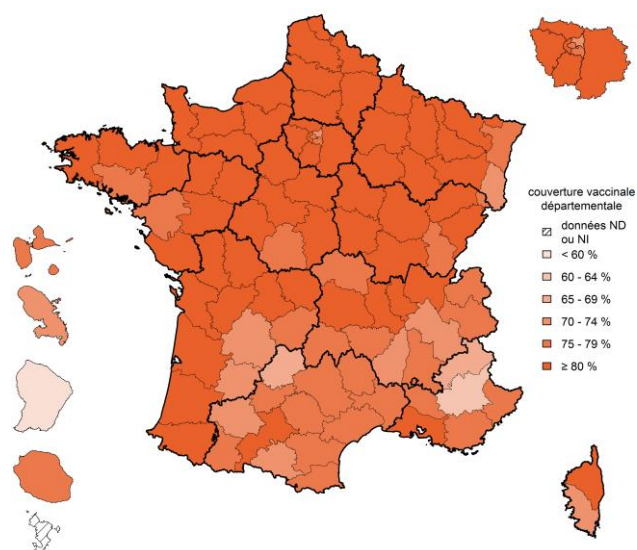 couverture vaccinale
départementale
données ND
ou NI
< 60 %
60 - 64 %
65 - 69 %
70 - 74 %
75 - 79 %
≥ 80 %